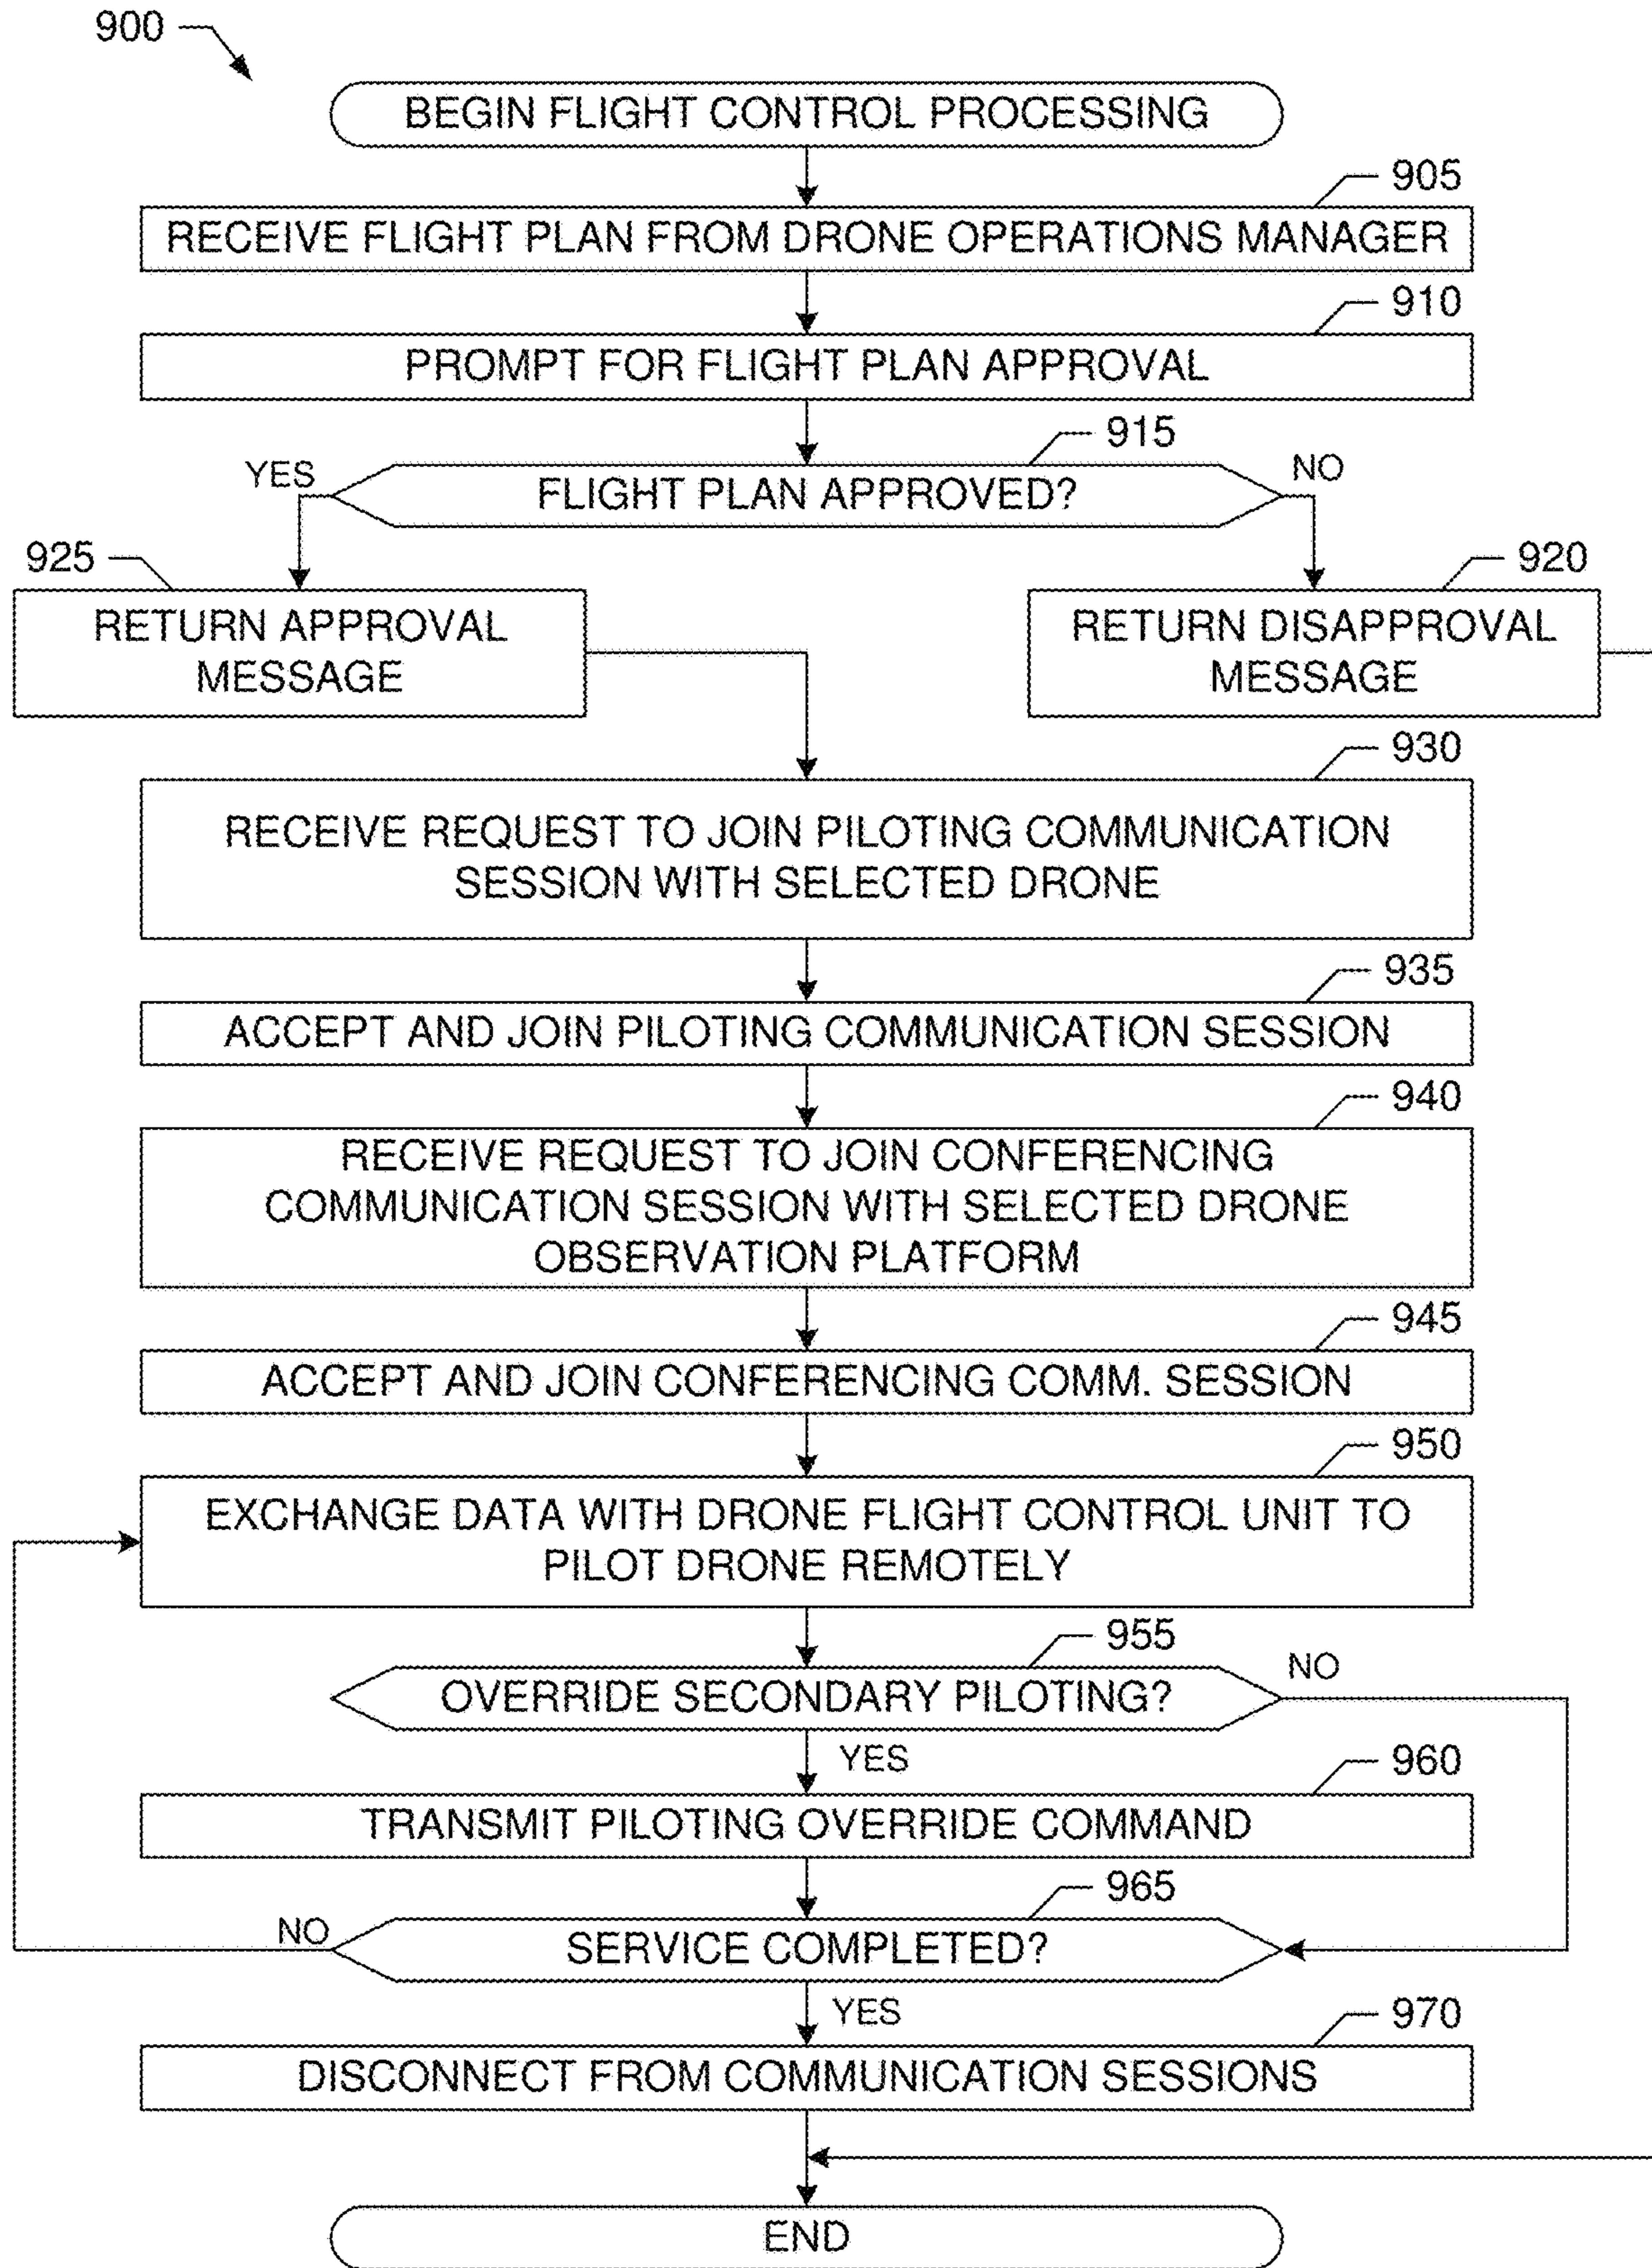 900
BEGIN FLIGHT CONTROL PROCESSING
905
RECEIVE FLIGHT PLAN FROM DRONE OPERATIONS MANAGER
910
PROMPT FOR FLIGHT PLAN APPROVAL
915
YES
NO
FLIGHT PLAN APPROVED?
925
920
RETURN APPROVAL
MESSAGE
RETURN DISAPPROVAL
MESSAGE
930
RECEIVE REQUEST TO JOIN PILOTING COMMUNICATION
SESSION WITH SELECTED DRONE
935
ACCEPT AND JOIN PILOTING COMMUNICATION SESSION
940
RECEIVE REQUEST TO JOIN CONFERENCING
COMMUNICATION SESSION WITH SELECTED DRONE
OBSERVATION PLATFORM
945
ACCEPT AND JOIN CONFERENCING COMM. SESSION
950
EXCHANGE DATA WITH DRONE FLIGHT CONTROL UNIT TO
PILOT DRONE REMOTELY
955
NO
OVERRIDE SECONDARY PILOTING?
YES
960
TRANSMIT PILOTING OVERRIDE COMMAND
965
NO
SERVICE COMPLETED?
YES
970
DISCONNECT FROM COMMUNICATION SESSIONS
END